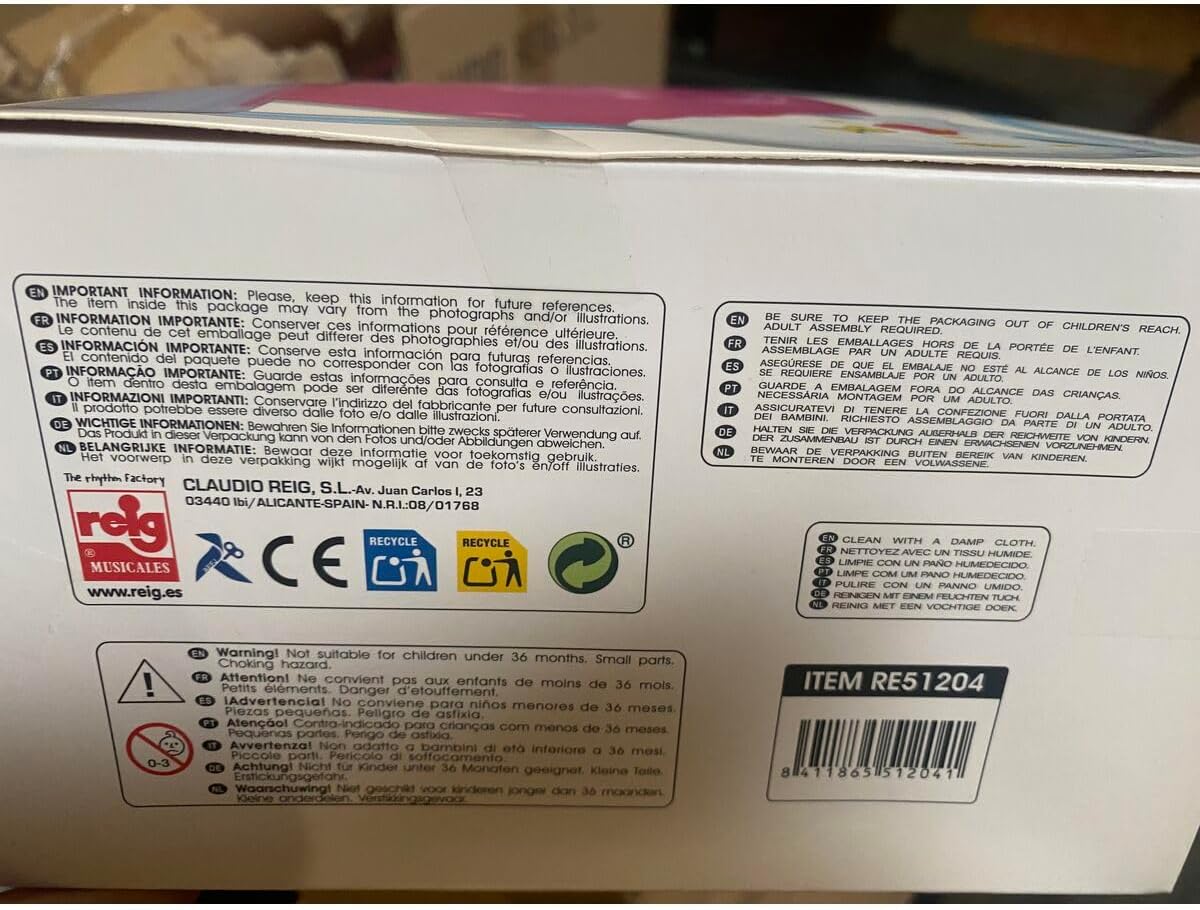 EN IMPORTANT INFORMATION: Please, keep this information for future references.
The item inside this package may vary from the photographs and/or illustrations.
FR INFORMATION IMPORTANTE: Conserver ces informations pour référence ultérieure.
Le contenu de cet emballage peut differer des photographies et/ou des illustrations.
ES INFORMACIÓN IMPORTANTE: Conserve esta información para futuras referencias.
El contenido del paquete puede no corresponder con las fotografías o ilustraciones.
PT INFORMAÇÃO IMPORTANTE: Guarde estas informações para consulta e referência.
O item dentro desta embalagem pode ser diferente das fotografias e/ou ilustrações.
IT INFORMAZIONI IMPORTANTI: Conservare l'indirizzo del fabbricante per future consultazioni.
Il prodotto potrebbe essere diverso dalle foto e/o dalle illustrazioni.
DE WICHTIGE INFORMATIONEN: Bewahren Sie Informationen bitte zwecks späterer Verwendung auf.
Das Produkt in dieser Verpackung kann von den Fotos und/oder Abbildungen abweichen.
NL BELANGRIJKE INFORMATIE: Bewaar deze informatie voor toekomstig gebruik.
Het voorwerp in deze verpakking wijkt mogelijk af van de foto's en/off illustraties.
The rhythm Factory
reig
®
MUSICALES
www.reig.es
CLAUDIO REIG, S.L.-Av. Juan Carlos I, 23
03440 Ibi/ALICANTE-SPAIN- N.R.I.:08/01768
CE
RECYCLE
RECYCLE
®
EN BE SURE TO KEEP THE PACKAGING OUT OF CHILDREN'S REACH.
ADULT ASSEMBLY REQUIRED.
FR TENIR LES EMBALLAGES HORS DE LA PORTÉE DE L'ENFANT.
ASSEMBLAGE PAR UN ADULTE REQUIS.
ES ASEGÚRESE DE QUE EL EMBALAJE NO ESTÉ AL ALCANCE DE LOS NIÑOS.
SE REQUIERE ENSAMBLAJE POR UN ADULTO.
PT GUARDE A EMBALAGEM FORA DO ALCANCE DAS CRIANÇAS.
NECESSÁRIA MONTAGEM POR UM ADULTO.
IT ASSICURATEVI DI TENERE LA CONFEZIONE FUORI DALLA PORTATA
DEI BAMBINI. RICHIESTO ASSEMBLAGGIO DA PARTE DI UN ADULTO.
DE HALTEN SIE DIE VERPACKUNG AUßERHALB DER REICHWEITE VON KINDERN.
DER ZUSAMMENBAU IST DURCH EINEN ERWACHSENEN VORZUNEHMEN.
NL BEWAAR DE VERPAKKING BUITEN BEREIK VAN KINDEREN.
TE MONTEREN DOOR EEN VOLWASSENE.
EN CLEAN WITH A DAMP CLOTH.
FR NETTOYEZ AVEC UN TISSU HUMIDE.
ES LIMPIE CON UN PAÑO HUMEDECIDO.
PT LIMPE COM UM PANO HUMEDECIDO.
IT PULIRE CON UN PANNO UMIDO.
DE REINIGEN MIT EINEM FEUCHTEN TUCH.
NL REINIG MET EEN VOCHTIGE DOEK.
!
0-3
EN Warning! Not suitable for children under 36 months. Small parts.
Choking hazard.
FR Attention! Ne convient pas aux enfants de moins de 36 mois.
Petits éléments. Danger d'etouffement.
ES ¡Advertencia! No conviene para niños menores de 36 meses.
Piezas pequeñas. Peligro de asfixia.
PT Atenção! Contra-indicado para crianças com menos de 36 meses.
Pequenas partes. Perigo de asfixia.
IT Avvertenza! Non adatto a bambini di età inferiore a 36 mesi.
Piccole parti. Pericolo di soffocamento.
DE Achtung! Nicht für Kinder unter 36 Monaten geeignet. Kleine Teile.
Erstickungsgefahr.
NL Waarschuwing! Niet geschikt voor kinderen jonger dan 36 maanden.
Kleine onderdelen. Verstikkingsgevaar.
ITEM RE51204
8 411865 512041